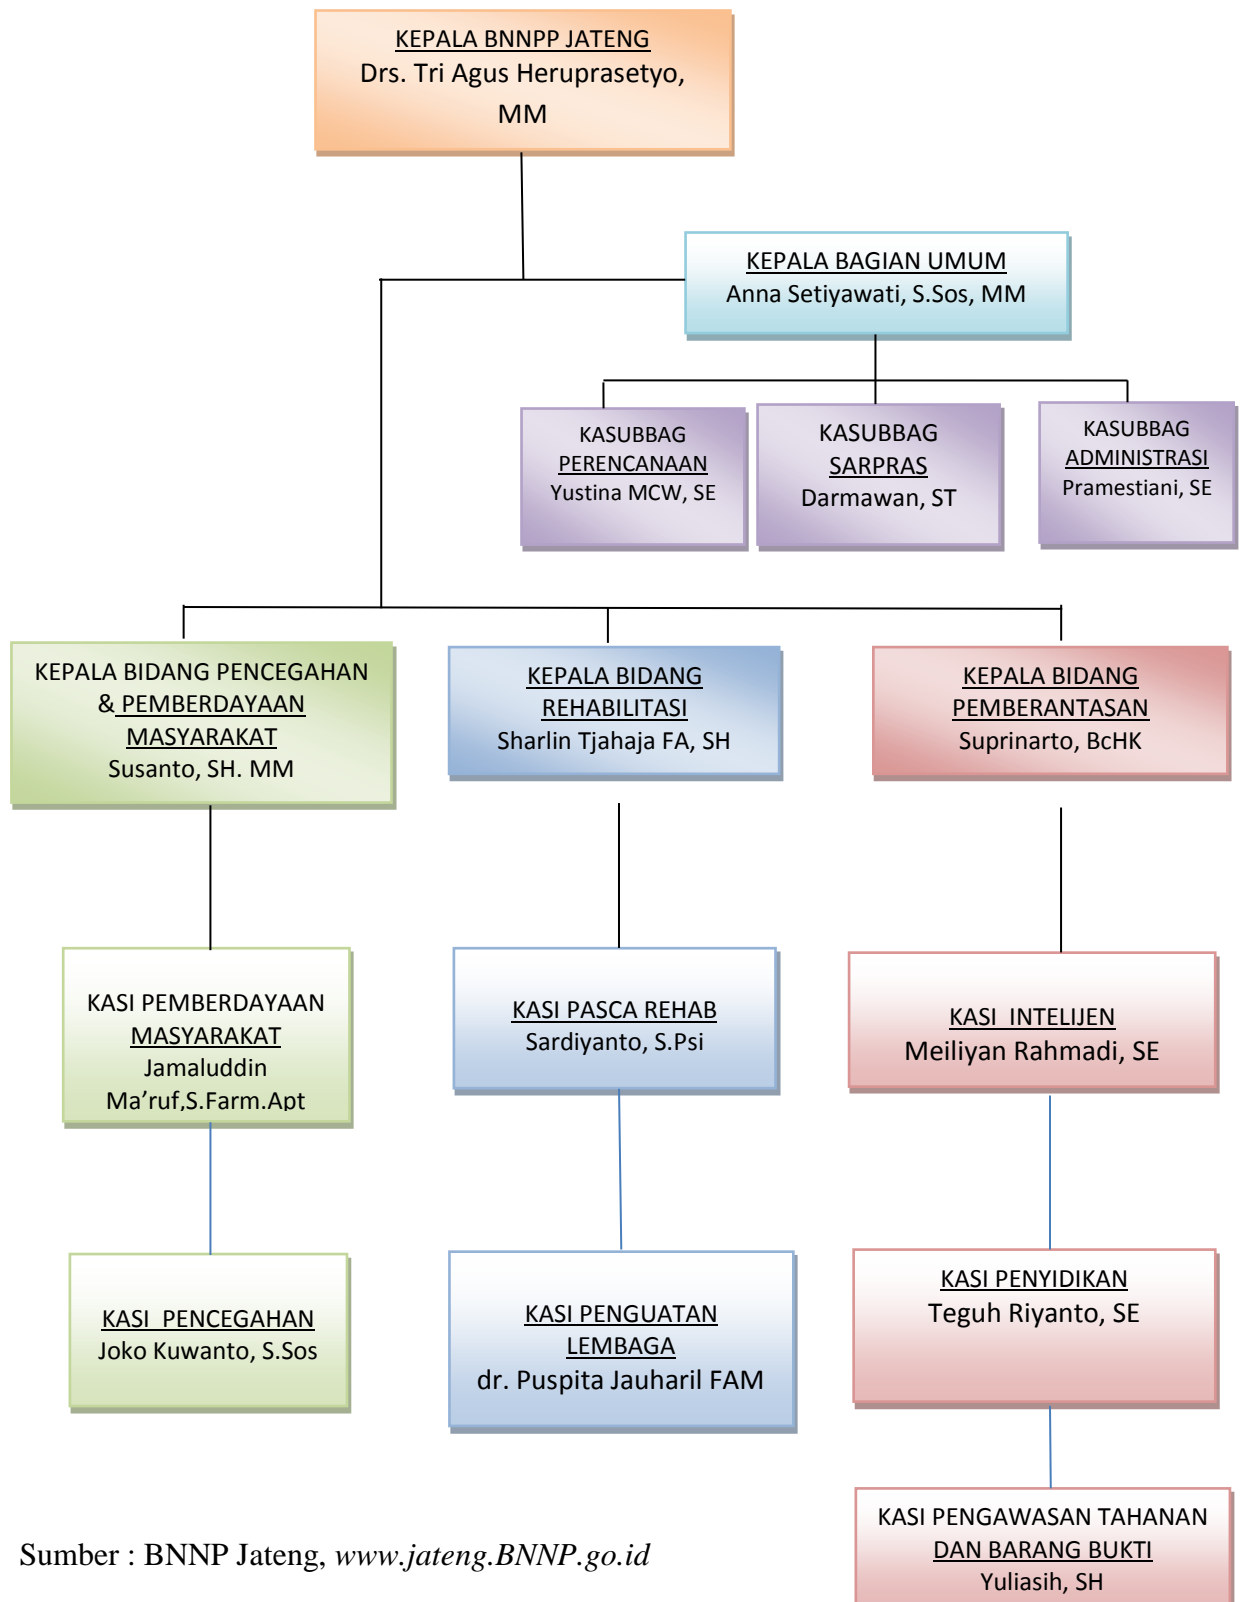 KEPALA BNNPP JATENG
Drs. Tri Agus Heruprasetyo,
MM
KEPALA BAGIAN UMUM
Anna Setiyawati, S.Sos, MM
KASUBBAG
PERENCANAAN
Yustina MCW, SE
KASUBBAG
SARPRAS
Darmawan, ST
KASUBBAG
ADMINISTRASI
Pramestiani, SE
KEPALA BIDANG PENCEGAHAN
& PEMBERDAYAAN
MASYARAKAT
Susanto, SH. MM
KEPALA BIDANG
REHABILITASI
Sharlin Tjahaja FA, SH
KEPALA BIDANG
PEMBERANTASAN
Suprinarto, BcHK
KASI PEMBERDAYAAN
MASYARAKAT
Jamaluddin
Ma’ruf,S.Farm.Apt
KASI PASCA REHAB
Sardiyanto, S.Psi
KASI  INTELIJEN
Meiliyan Rahmadi, SE
KASI  PENCEGAHAN
Joko Kuwanto, S.Sos
KASI PENGUATAN
LEMBAGA
dr. Puspita Jauharil FAM
KASI PENYIDIKAN
Teguh Riyanto, SE
KASI PENGAWASAN TAHANAN
DAN BARANG BUKTI
Yuliasih, SH
Sumber : BNNP Jateng, www.jateng.BNNP.go.id